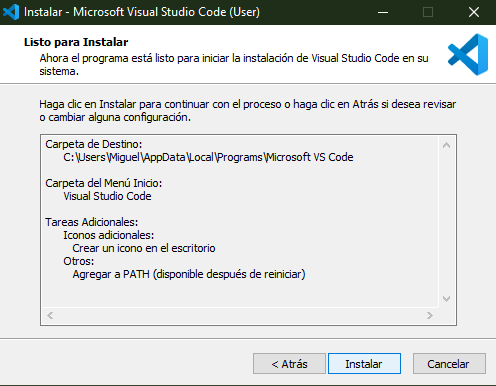 Instalar - Microsoft Visual Studio Code (User)
Listo para Instalar
Ahora el programa está listo para iniciar la instalación de Visual Studio Code en su
sistema.
Haga clic en Instalar para continuar con el proceso o haga clic en Atrás si desea revisar
o cambiar alguna configuración.
Carpeta de Destino:
C:\Users\Miguel\AppData\Local\Programs\Microsoft VS Code
Carpeta del Menú Inicio:
Visual Studio Code
Tareas Adicionales:
Iconos adicionales:
Crear un icono en el escritorio
Otros:
Agregar a PATH (disponible después de reiniciar)
< Atrás
Instalar
Cancelar